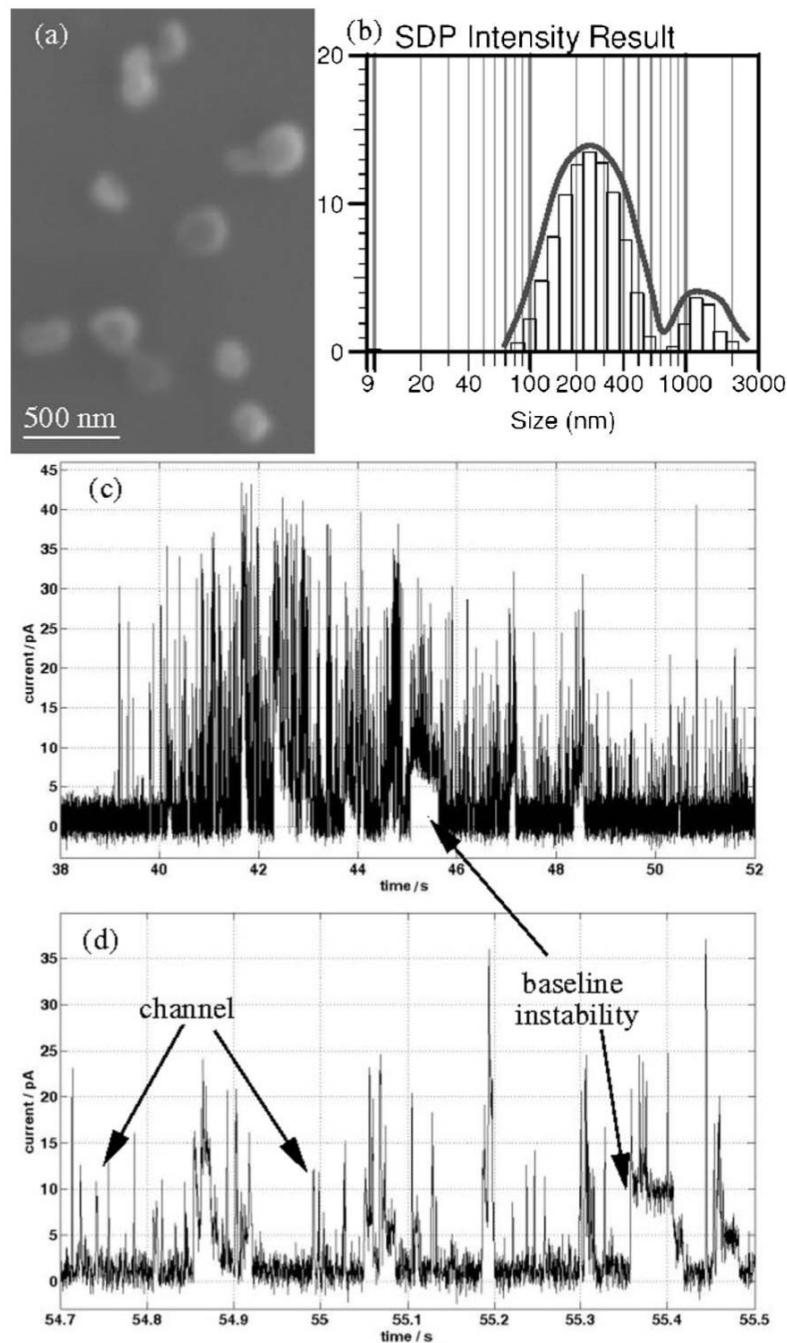 (a)
500 nm
(b) SDP Intensity Result
20
10
0
9 20 40 100 200 400 1000 3000
Size (nm)
(c)
45
40
35
30
25
20
15
10
5
0
current / pA
38 40 42 44 46 48 50 52
time / s
(d)
channel
baseline
instability
35
30
25
20
15
10
5
0
current / pA
54.7 54.8 54.9 55 55.1 55.2 55.3 55.4 55.5
time / s